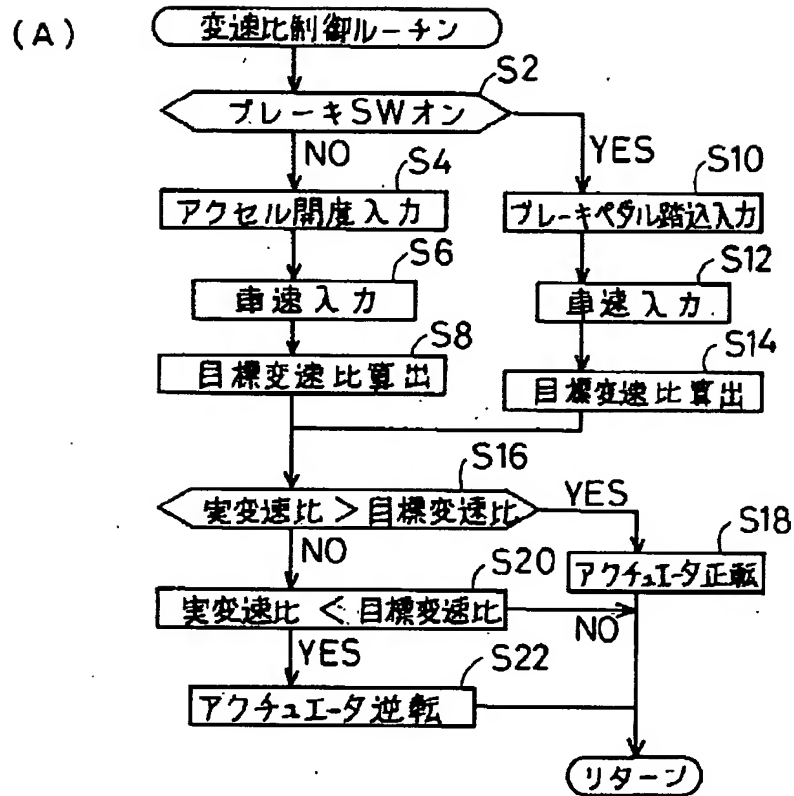 (A)
変速比制御ルーチン
S2
ブレーキSWオン
NO
YES
S4
アクセル開度入力
S10
ブレーキペダル踏込入力
S6
車速入力
S12
車速入力
S8
目標変速比算出
S14
目標変速比算出
S16
実変速比 > 目標変速比
YES
NO
S18
アクチュエータ正転
S20
実変速比 < 目標変速比
NO
YES
S22
アクチュエータ逆転
リターン